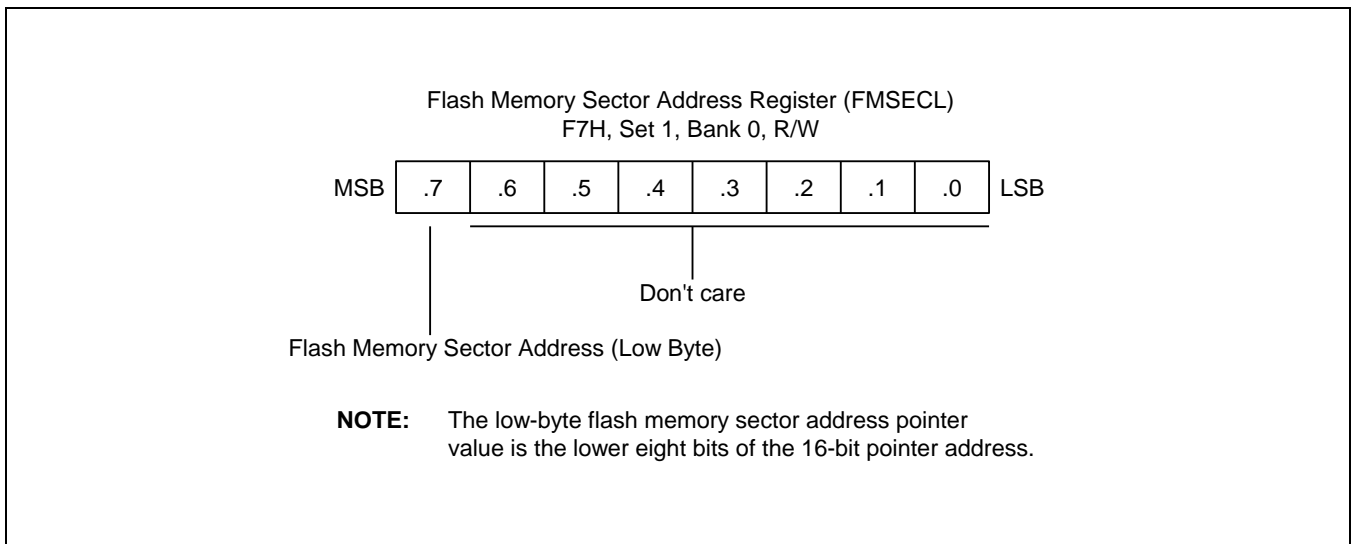 Flash Memory Sector Address Register (FMSECL)
F7H, Set 1, Bank 0, R/W
MSB .7 .6 .5 .4 .3 .2 .1 .0 LSB
Don't care
Flash Memory Sector Address (Low Byte)
NOTE: The low-byte flash memory sector address pointer
value is the lower eight bits of the 16-bit pointer address.